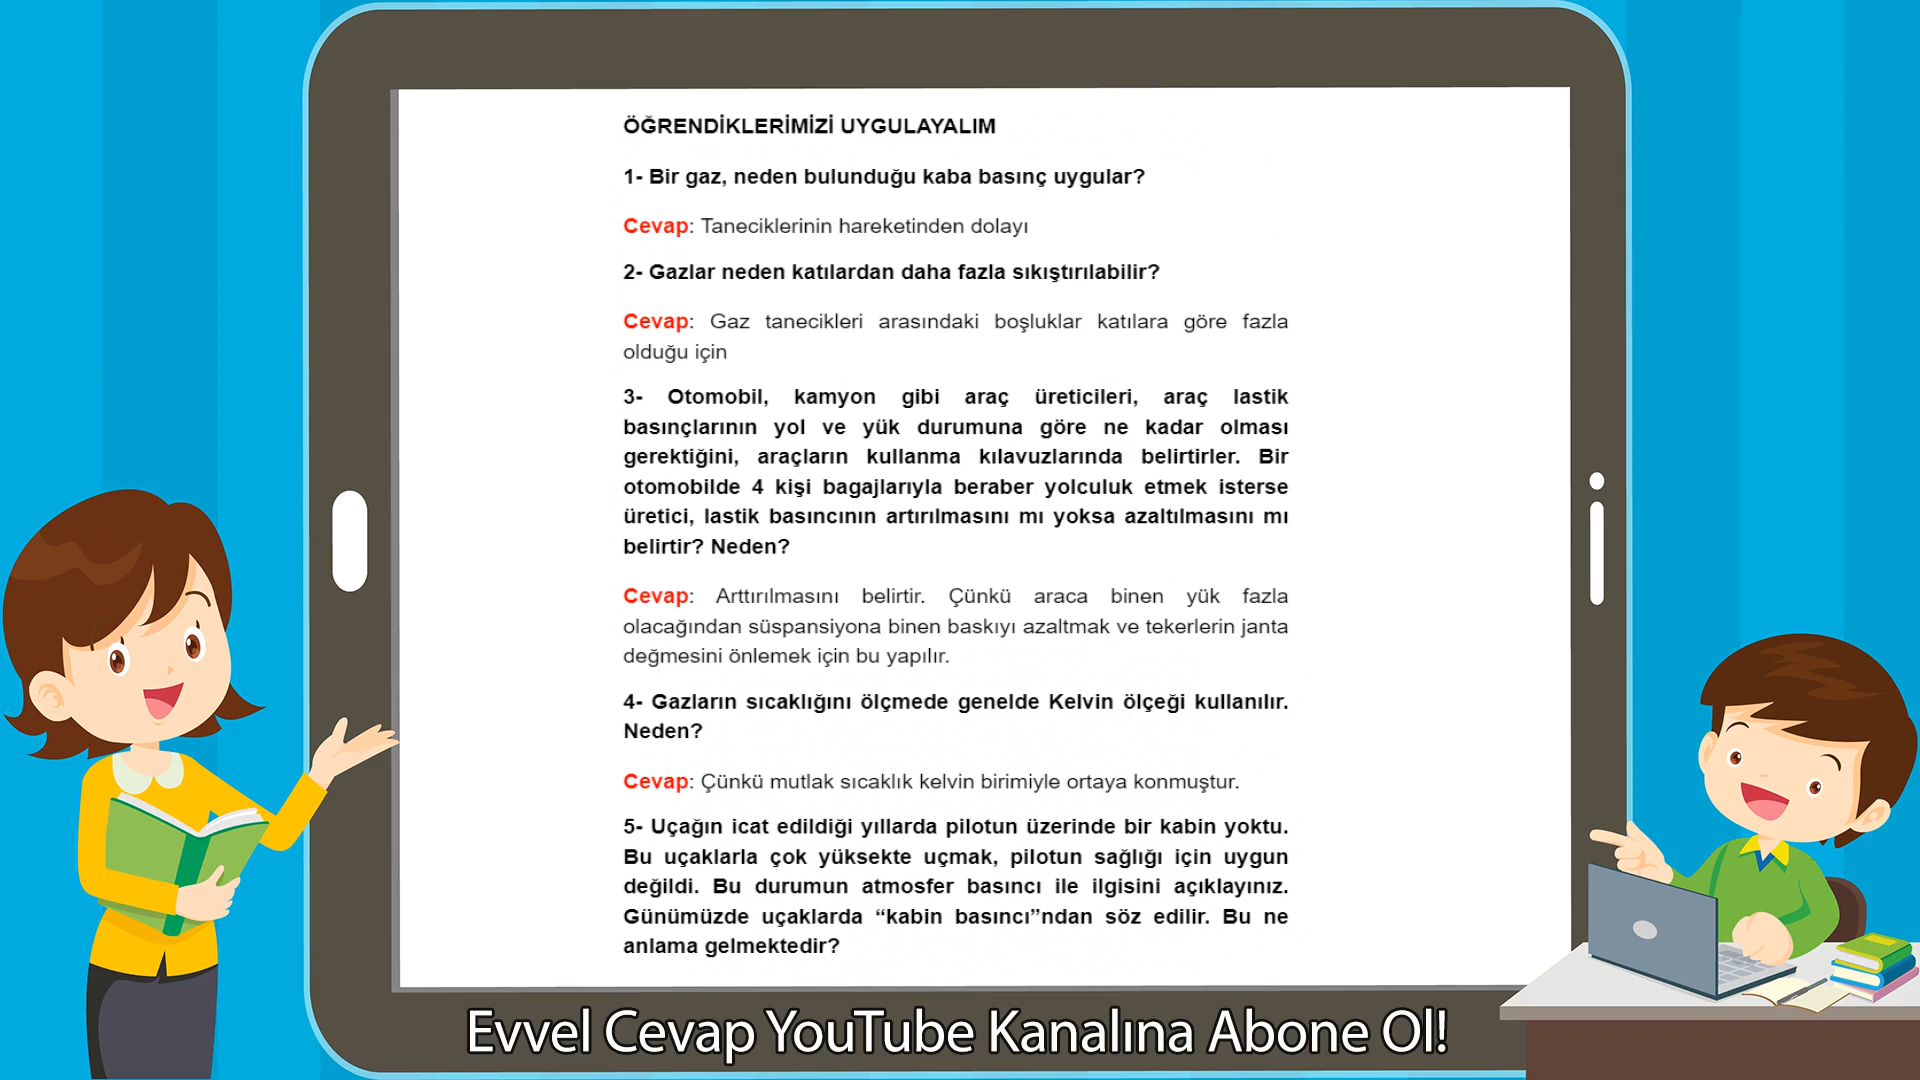 ÖĞRENDİKLERİMİZİ UYGULAYALIM
1- Bir gaz, neden bulunduğu kaba basınç uygular?
Cevap: Taneciklerinin hareketinden dolayı
2- Gazlar neden katılardan daha fazla sıkıştırılabilir?
Cevap: Gaz tanecikleri arasındaki boşluklar katılara göre fazla
olduğu için
3- Otomobil, kamyon gibi araç üreticileri, araç lastik
basınçlarının yol ve yük durumuna göre ne kadar olması
gerektiğini, araçların kullanma kılavuzlarında belirtirler. Bir
otomobilde 4 kişi bagajlarıyla beraber yolculuk etmek isterse
üretici, lastik basıncının artırılmasını mı yoksa azaltılmasını mı
belirtir? Neden?
Cevap: Arttırılmasını belirtir. Çünkü araca binen yük fazla
olacağından süspansiyona binen baskıyı azaltmak ve tekerlerin janta
değmesini önlemek için bu yapılır.
4- Gazların sıcaklığını ölçmede genelde Kelvin ölçeği kullanılır.
Neden?
Cevap: Çünkü mutlak sıcaklık kelvin birimiyle ortaya konmuştur.
5- Uçağın icat edildiği yıllarda pilotun üzerinde bir kabin yoktu.
Bu uçaklarla çok yüksekte uçmak, pilotun sağlığı için uygun
değildi. Bu durumun atmosfer basıncı ile ilgisini açıklayınız.
Günümüzde uçaklarda “kabin basıncı”ndan söz edilir. Bu ne
anlama gelmektedir?
Evvel Cevap YouTube Kanalına Abone Ol!